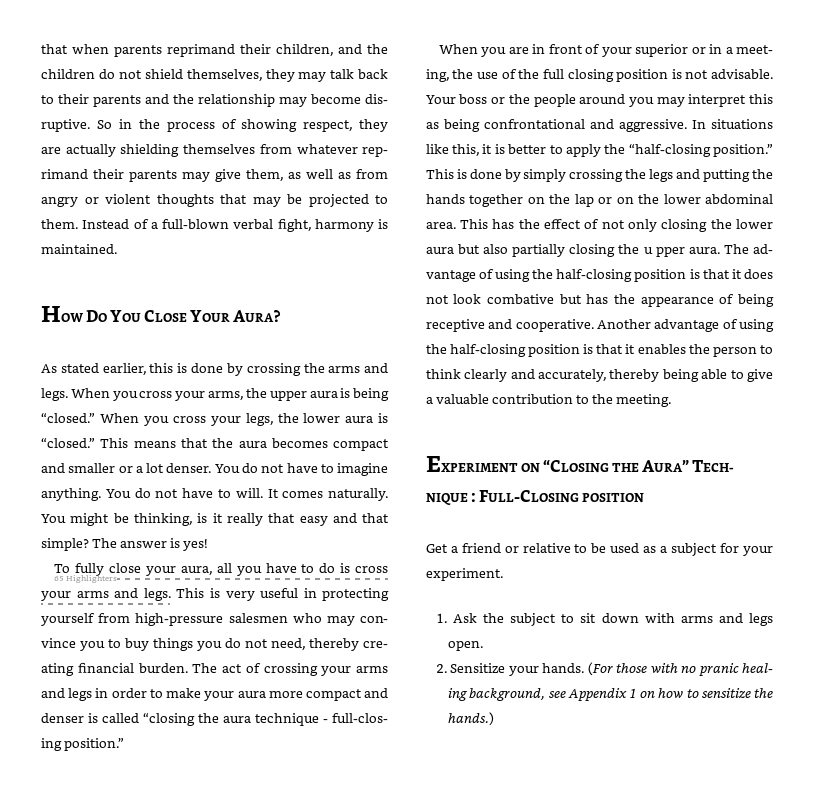 that when parents reprimand their children, and the
children do not shield themselves, they may talk back
to their parents and the relationship may become dis-
ruptive. So in the process of showing respect, they
are actually shielding themselves from whatever rep-
rimand their parents may give them, as well as from
angry or violent thoughts that may be projected to
them. Instead of a full-blown verbal fight, harmony is
maintained.
How Do You Close Your Aura?
As stated earlier, this is done by crossing the arms and
legs. When you cross your arms, the upper aura is being
“closed.” When you cross your legs, the lower aura is
“closed.” This means that the aura becomes compact
and smaller or a lot denser. You do not have to imagine
anything. You do not have to will. It comes naturally.
You might be thinking, is it really that easy and that
simple? The answer is yes!
To fully close your aura, all you have to do is cross
65 Highlighters
your arms and legs. This is very useful in protecting
yourself from high-pressure salesmen who may con-
vince you to buy things you do not need, thereby cre-
ating financial burden. The act of crossing your arms
and legs in order to make your aura more compact and
denser is called “closing the aura technique - full-clos-
ing position.”
When you are in front of your superior or in a meet-
ing, the use of the full closing position is not advisable.
Your boss or the people around you may interpret this
as being confrontational and aggressive. In situations
like this, it is better to apply the “half-closing position.”
This is done by simply crossing the legs and putting the
hands together on the lap or on the lower abdominal
area. This has the effect of not only closing the lower
aura but also partially closing the u pper aura. The ad-
vantage of using the half-closing position is that it does
not look combative but has the appearance of being
receptive and cooperative. Another advantage of using
the half-closing position is that it enables the person to
think clearly and accurately, thereby being able to give
a valuable contribution to the meeting.
Experiment on “Closing the Aura” Tech-
nique : Full-Closing position
Get a friend or relative to be used as a subject for your
experiment.
1. Ask the subject to sit down with arms and legs
open.
2. Sensitize your hands. (For those with no pranic heal-
ing background, see Appendix 1 on how to sensitize the
hands.)